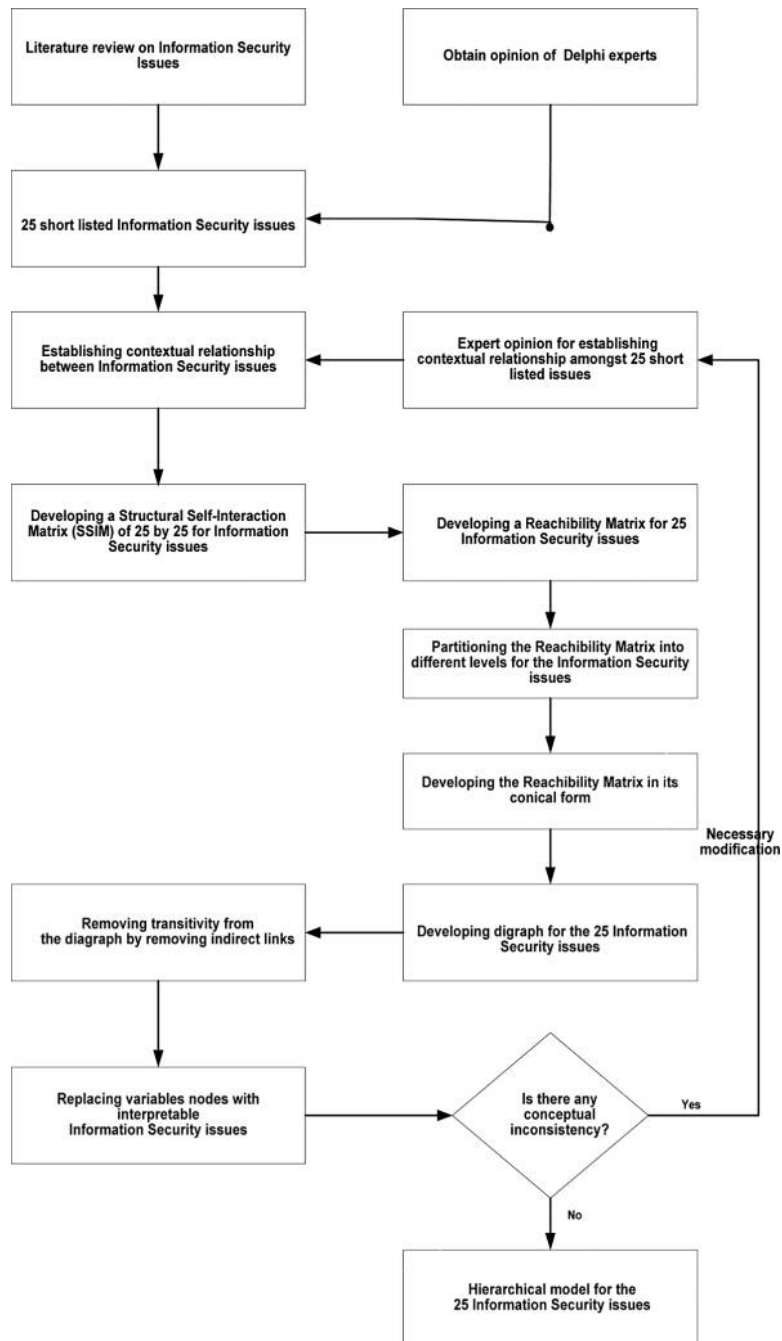 Literature review on Information Security
Issues
Obtain opinion of Delphi experts
25 short listed Information Security issues
Establishing contextual relationship
between Information Security issues
Expert opinion for establishing
contextual relationship amongst 25 short
listed issues
Developing a Structural Self-Interaction
Matrix (SSIM) of 25 by 25 for Information
Security issues
Developing a Reachibility Matrix for 25
Information Security issues
Partitioning the Reachibility Matrix into
different levels for the Information Security
issues
Developing the Reachibility Matrix in its
conical form
Necessary
modification
Removing transitivity from
the diagraph by removing indirect links
Developing digraph for the 25 Information
Security issues
Replacing variables nodes with
interpretable
Information Security issues
Is there any
conceptual
inconsistency?
Yes
No
Hierarchical model for the
25 Information Security issues